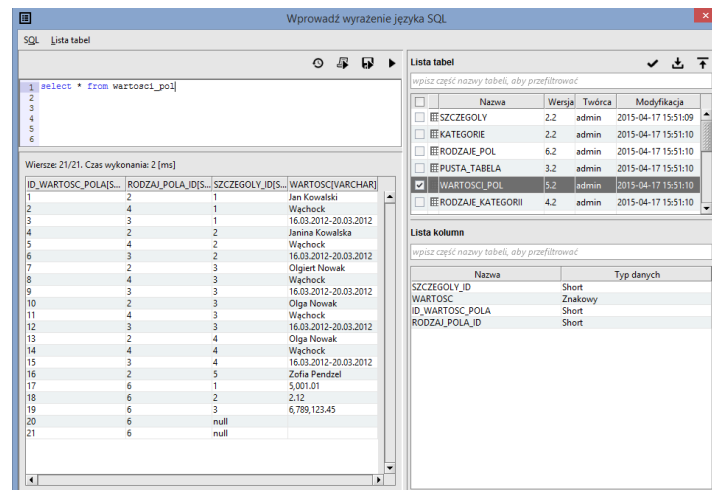 Wprowadź wyrażenie języka SQL
SQL Lista tabel
Lista tabel
wpisz część nazwy tabeli, aby przefiltrować
1 select * from wartosci_pol
2
3
4
5
6
Nazwa Wersja Twórca Modyfikacja
SZCZEGOLY 2.2 admin 2015-04-17 15:51:09
KATEGORIE 2.2 admin 2015-04-17 15:51:10
RODZAJE_POL 6.2 admin 2015-04-17 15:51:10
PUSTA_TABELA 3.2 admin 2015-04-17 15:51:10
WARTOSCI_POL 5.2 admin 2015-04-17 15:51:10
RODZAJE_KATEGORII 4.2 admin 2015-04-17 15:51:10
Wiersze: 21/21. Czas wykonania: 2 [ms]
ID_WARTOSC_POLA[S... RODZAJ_POLA_ID[S... SZCZEGOLY_ID[S... WARTOSC[VARCHAR]
1 2 1 Jan Kowalski
2 4 1 Wąchock
3 3 1 16.03.2012-20.03.2012
4 2 2 Janina Kowalska
5 4 2 Wąchock
6 3 2 16.03.2012-20.03.2012
7 2 3 Olgiert Nowak
8 4 3 Wąchock
9 3 3 16.03.2012-20.03.2012
10 2 3 Olga Nowak
11 4 3 Wąchock
12 3 3 16.03.2012-20.03.2012
13 2 4 Olga Nowak
14 4 4 Wąchock
15 3 4 16.03.2012-20.03.2012
16 2 5 Zofia Pendzel
17 6 1 5,001.01
18 6 2 2.12
19 6 3 6,789,123.45
20 6 null
21 6 null
Lista kolumn
wpisz część nazwy tabeli, aby przefiltrować
Nazwa Typ danych
SZCZEGOLY_ID Short
WARTOSC Znakowy
ID_WARTOSC_POLA Short
RODZAJ_POLA_ID Short